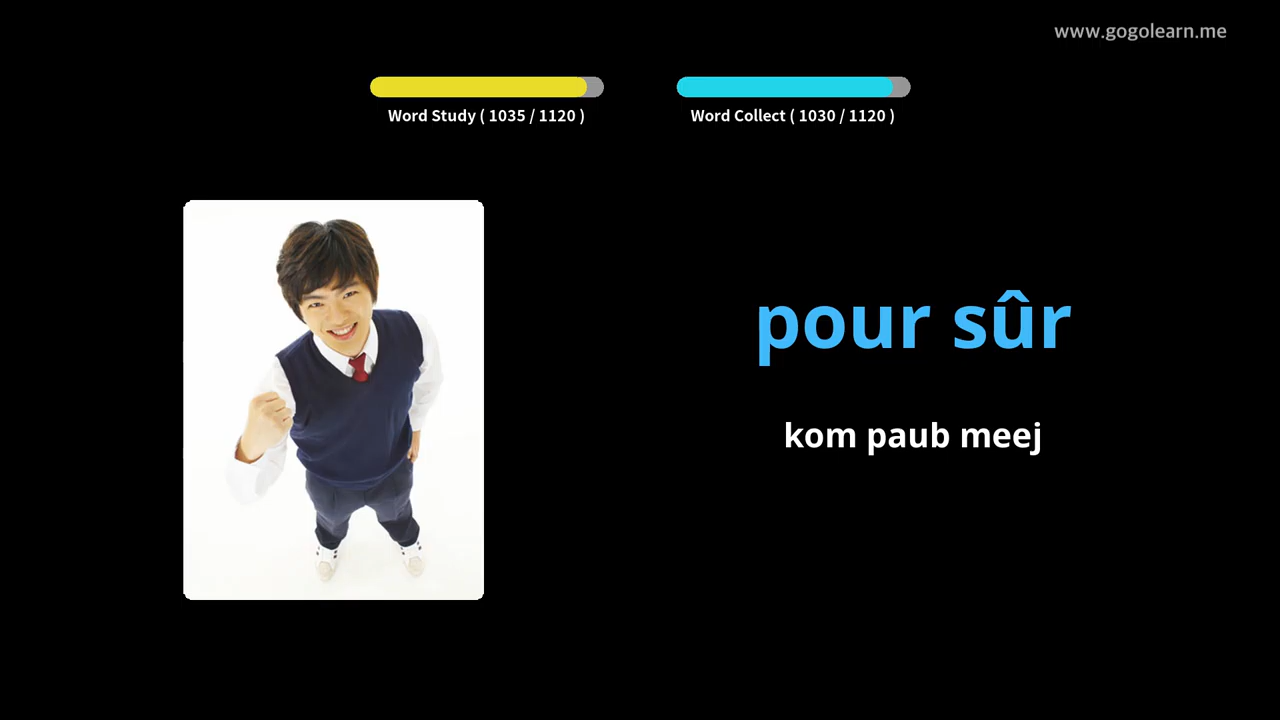 www.gogolearn.me
Word Study ( 1035 / 1120 )
Word Collect ( 1030 / 1120 )
pour sûr
kom paub meej